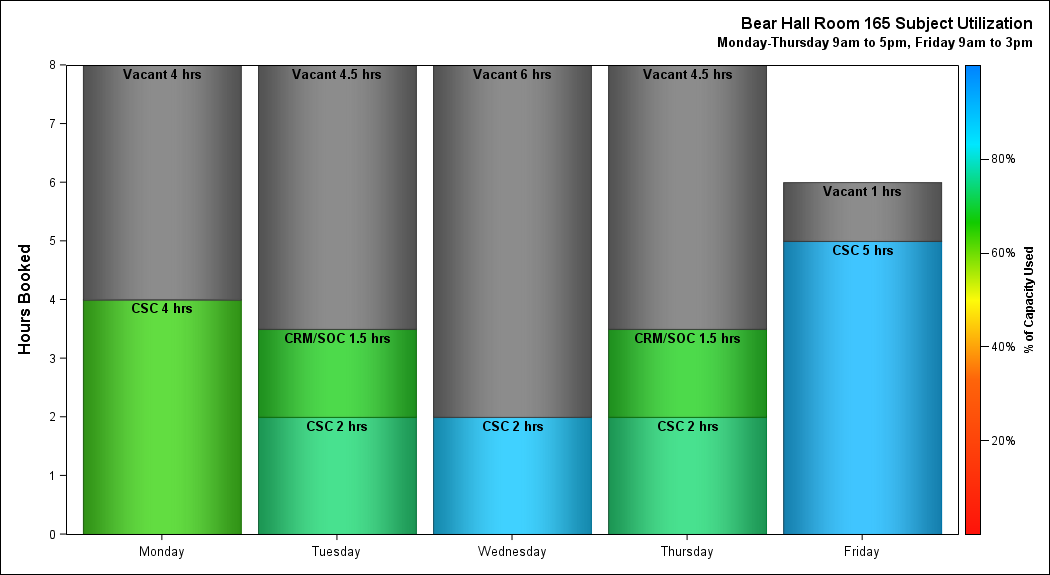 Bear Hall Room 165 Subject Utilization
Monday-Thursday 9am to 5pm, Friday 9am to 3pm
Hours Booked
8
7
6
5
4
3
2
1
0
Vacant 4 hrs
CSC 4 hrs
Vacant 4.5 hrs
CRM/SOC 1.5 hrs
CSC 2 hrs
Vacant 6 hrs
CSC 2 hrs
Vacant 4.5 hrs
CRM/SOC 1.5 hrs
CSC 2 hrs
Vacant 1 hrs
CSC 5 hrs
Monday
Tuesday
Wednesday
Thursday
Friday
80%
60%
40%
20%
% of Capacity Used